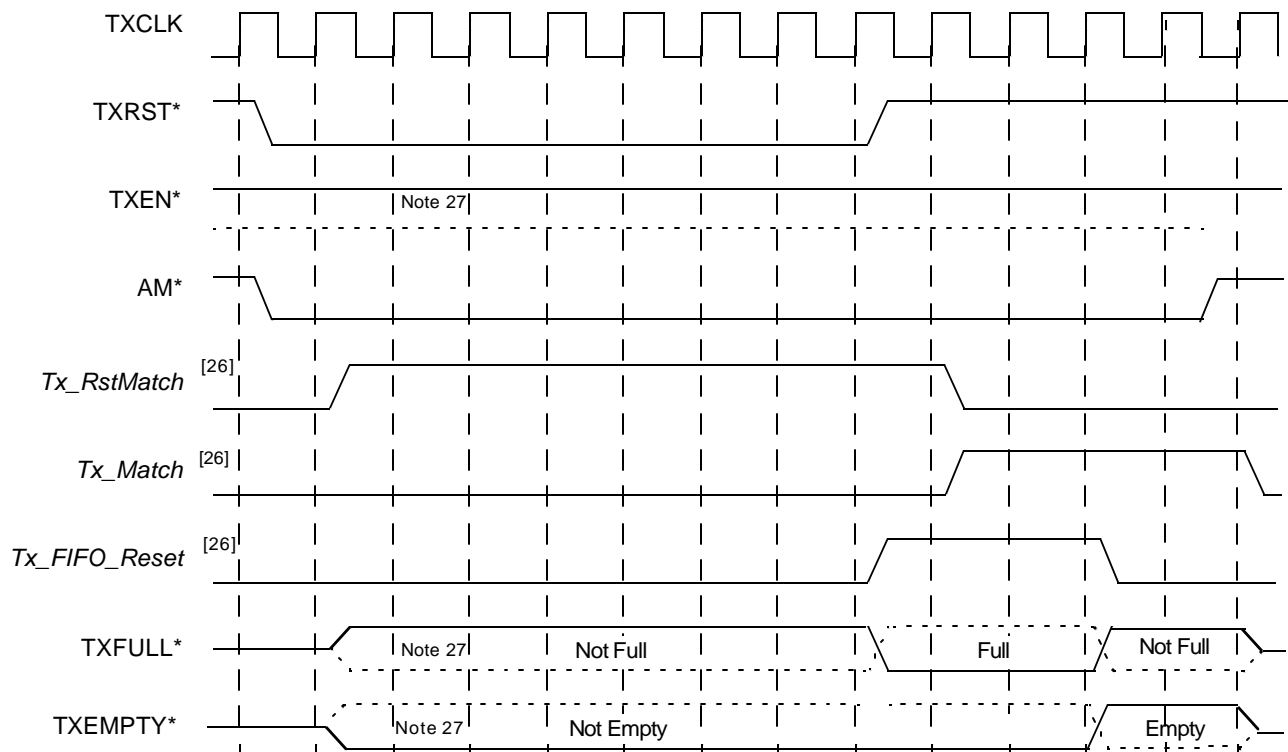 TXCLK
TXRST*
TXEN*
Note 27
AM*
Tx_RstMatch [26]
Tx_Match [26]
Tx_FIFO_Reset [26]
TXFULL* Note 27 Not Full Full Not Full
TXEMPTY* Note 27 Not Empty Empty